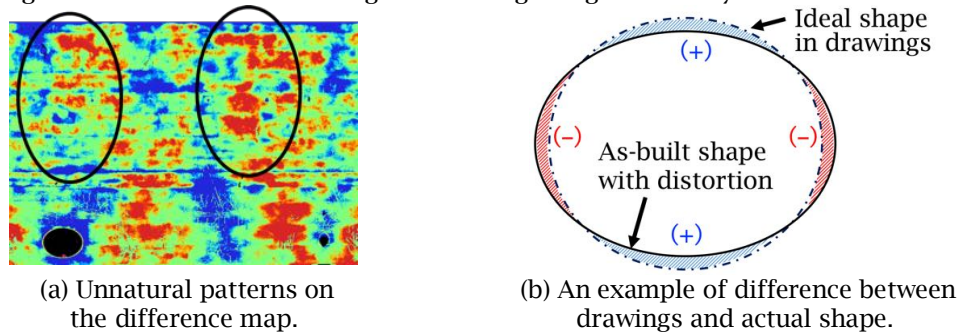 Ideal shape
in drawings
(+)
(-)
(-)
As-built shape
with distortion
(+)
(a) Unnatural patterns on
the difference map.
(b) An example of difference between
drawings and actual shape.